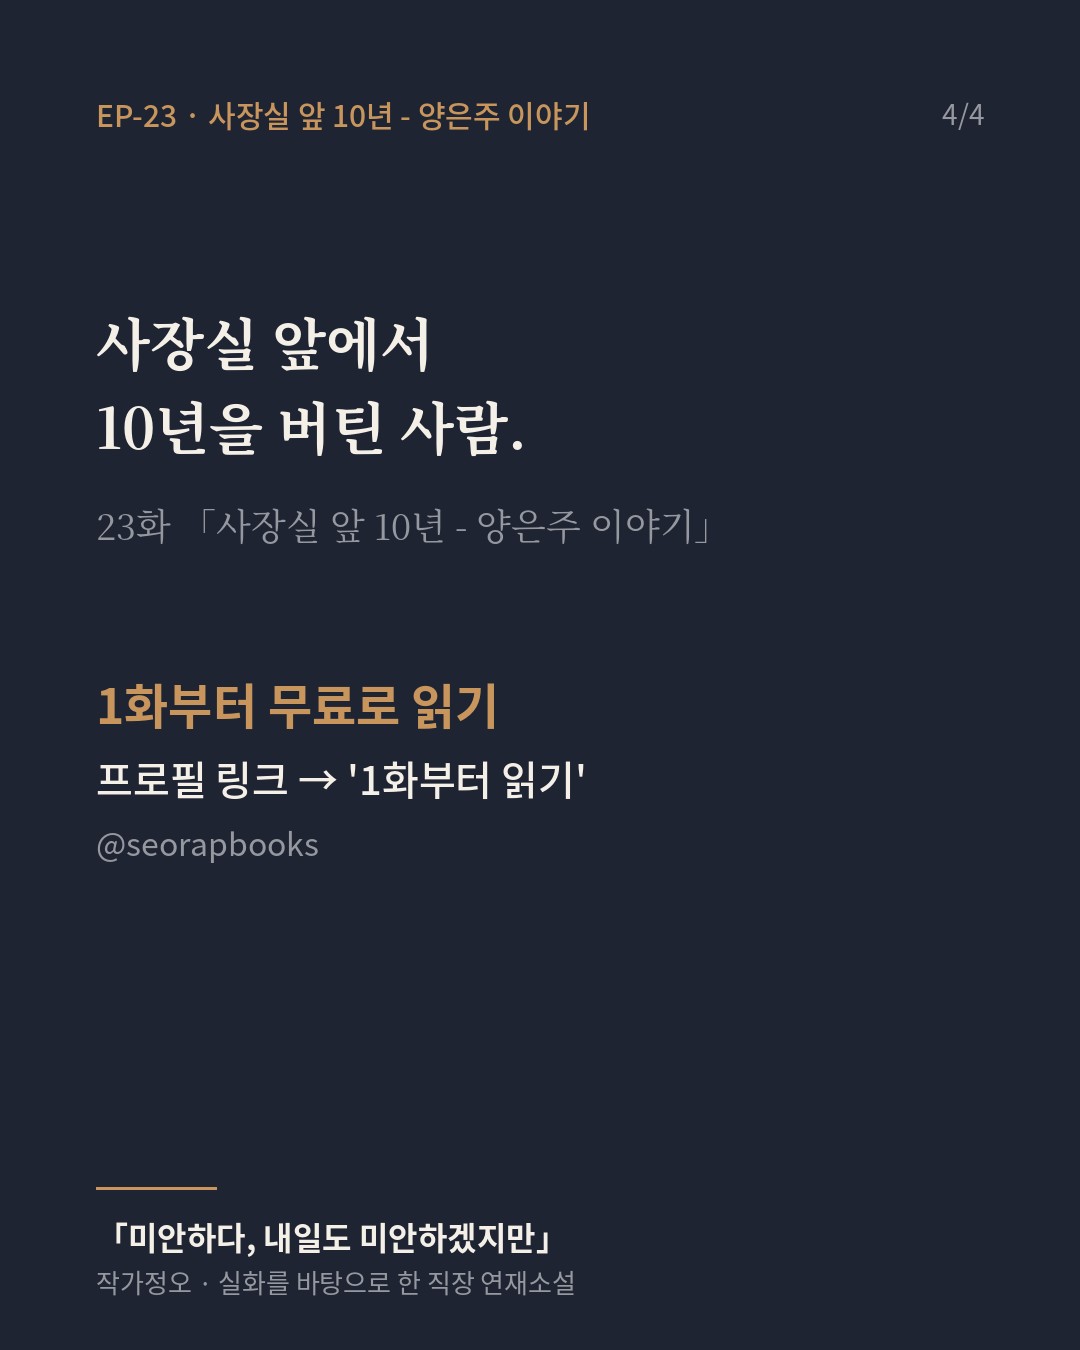 EP-23 · 사장실 앞 10년 - 양은주 이야기
4/4
사장실 앞에서
10년을 버틴 사람.
23화 「사장실 앞 10년 - 양은주 이야기」
1화부터 무료로 읽기
프로필 링크 → '1화부터 읽기'
@seorapbooks
「미안하다, 내일도 미안하겠지만」
작가정오 · 실화를 바탕으로 한 직장 연재소설